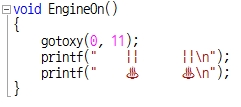 void EngineOn()
{
    gotoxy(0, 11);
    printf("    ||      ||\n");
    printf("    ♨      ♨\n");
}